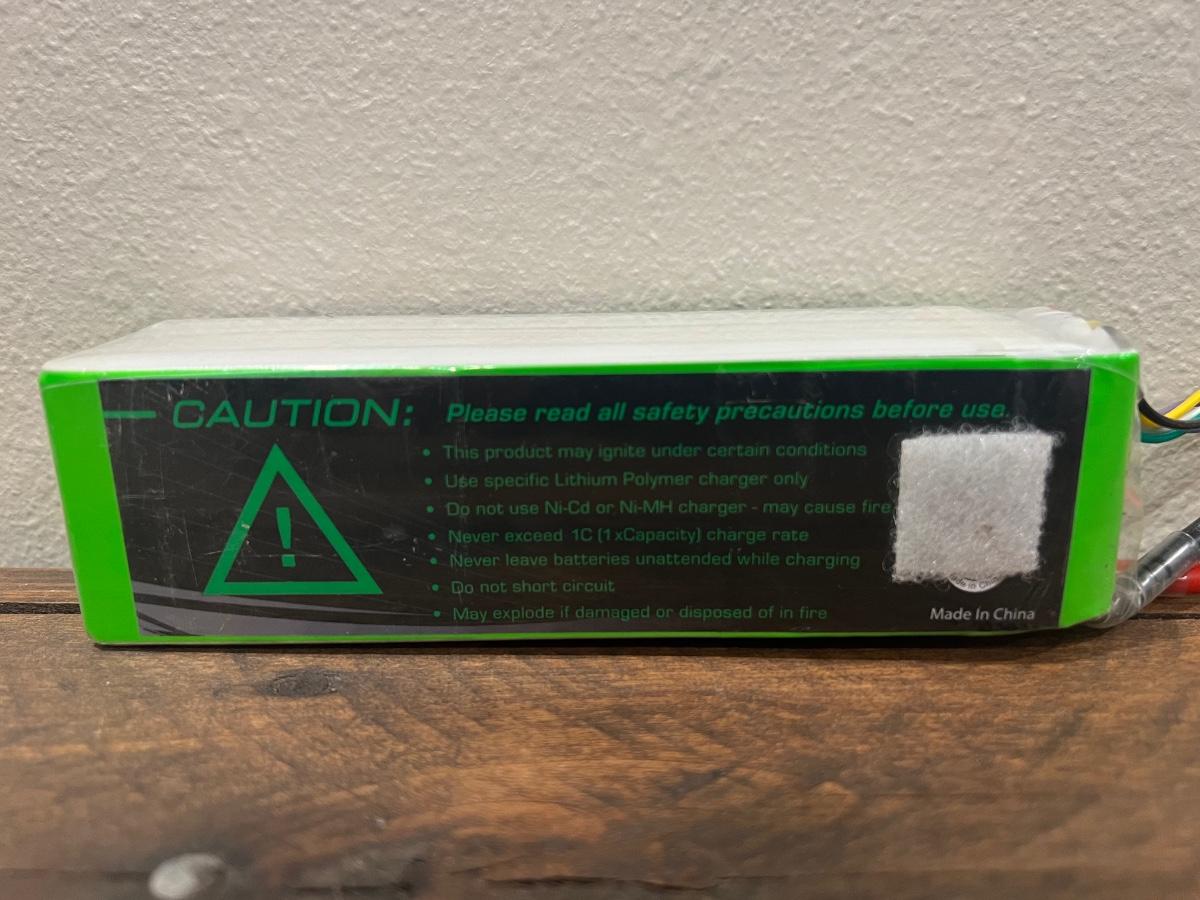 CAUTION: Please read all safety precautions before use.
• This product may ignite under certain conditions
• Use specific Lithium Polymer charger only
• Do not use Ni-Cd or Ni-MH charger - may cause fire
• Never exceed 1C (1xCapacity) charge rate
• Never leave batteries unattended while charging
• Do not short circuit
• May explode if damaged or disposed of in fire
!
Made In China